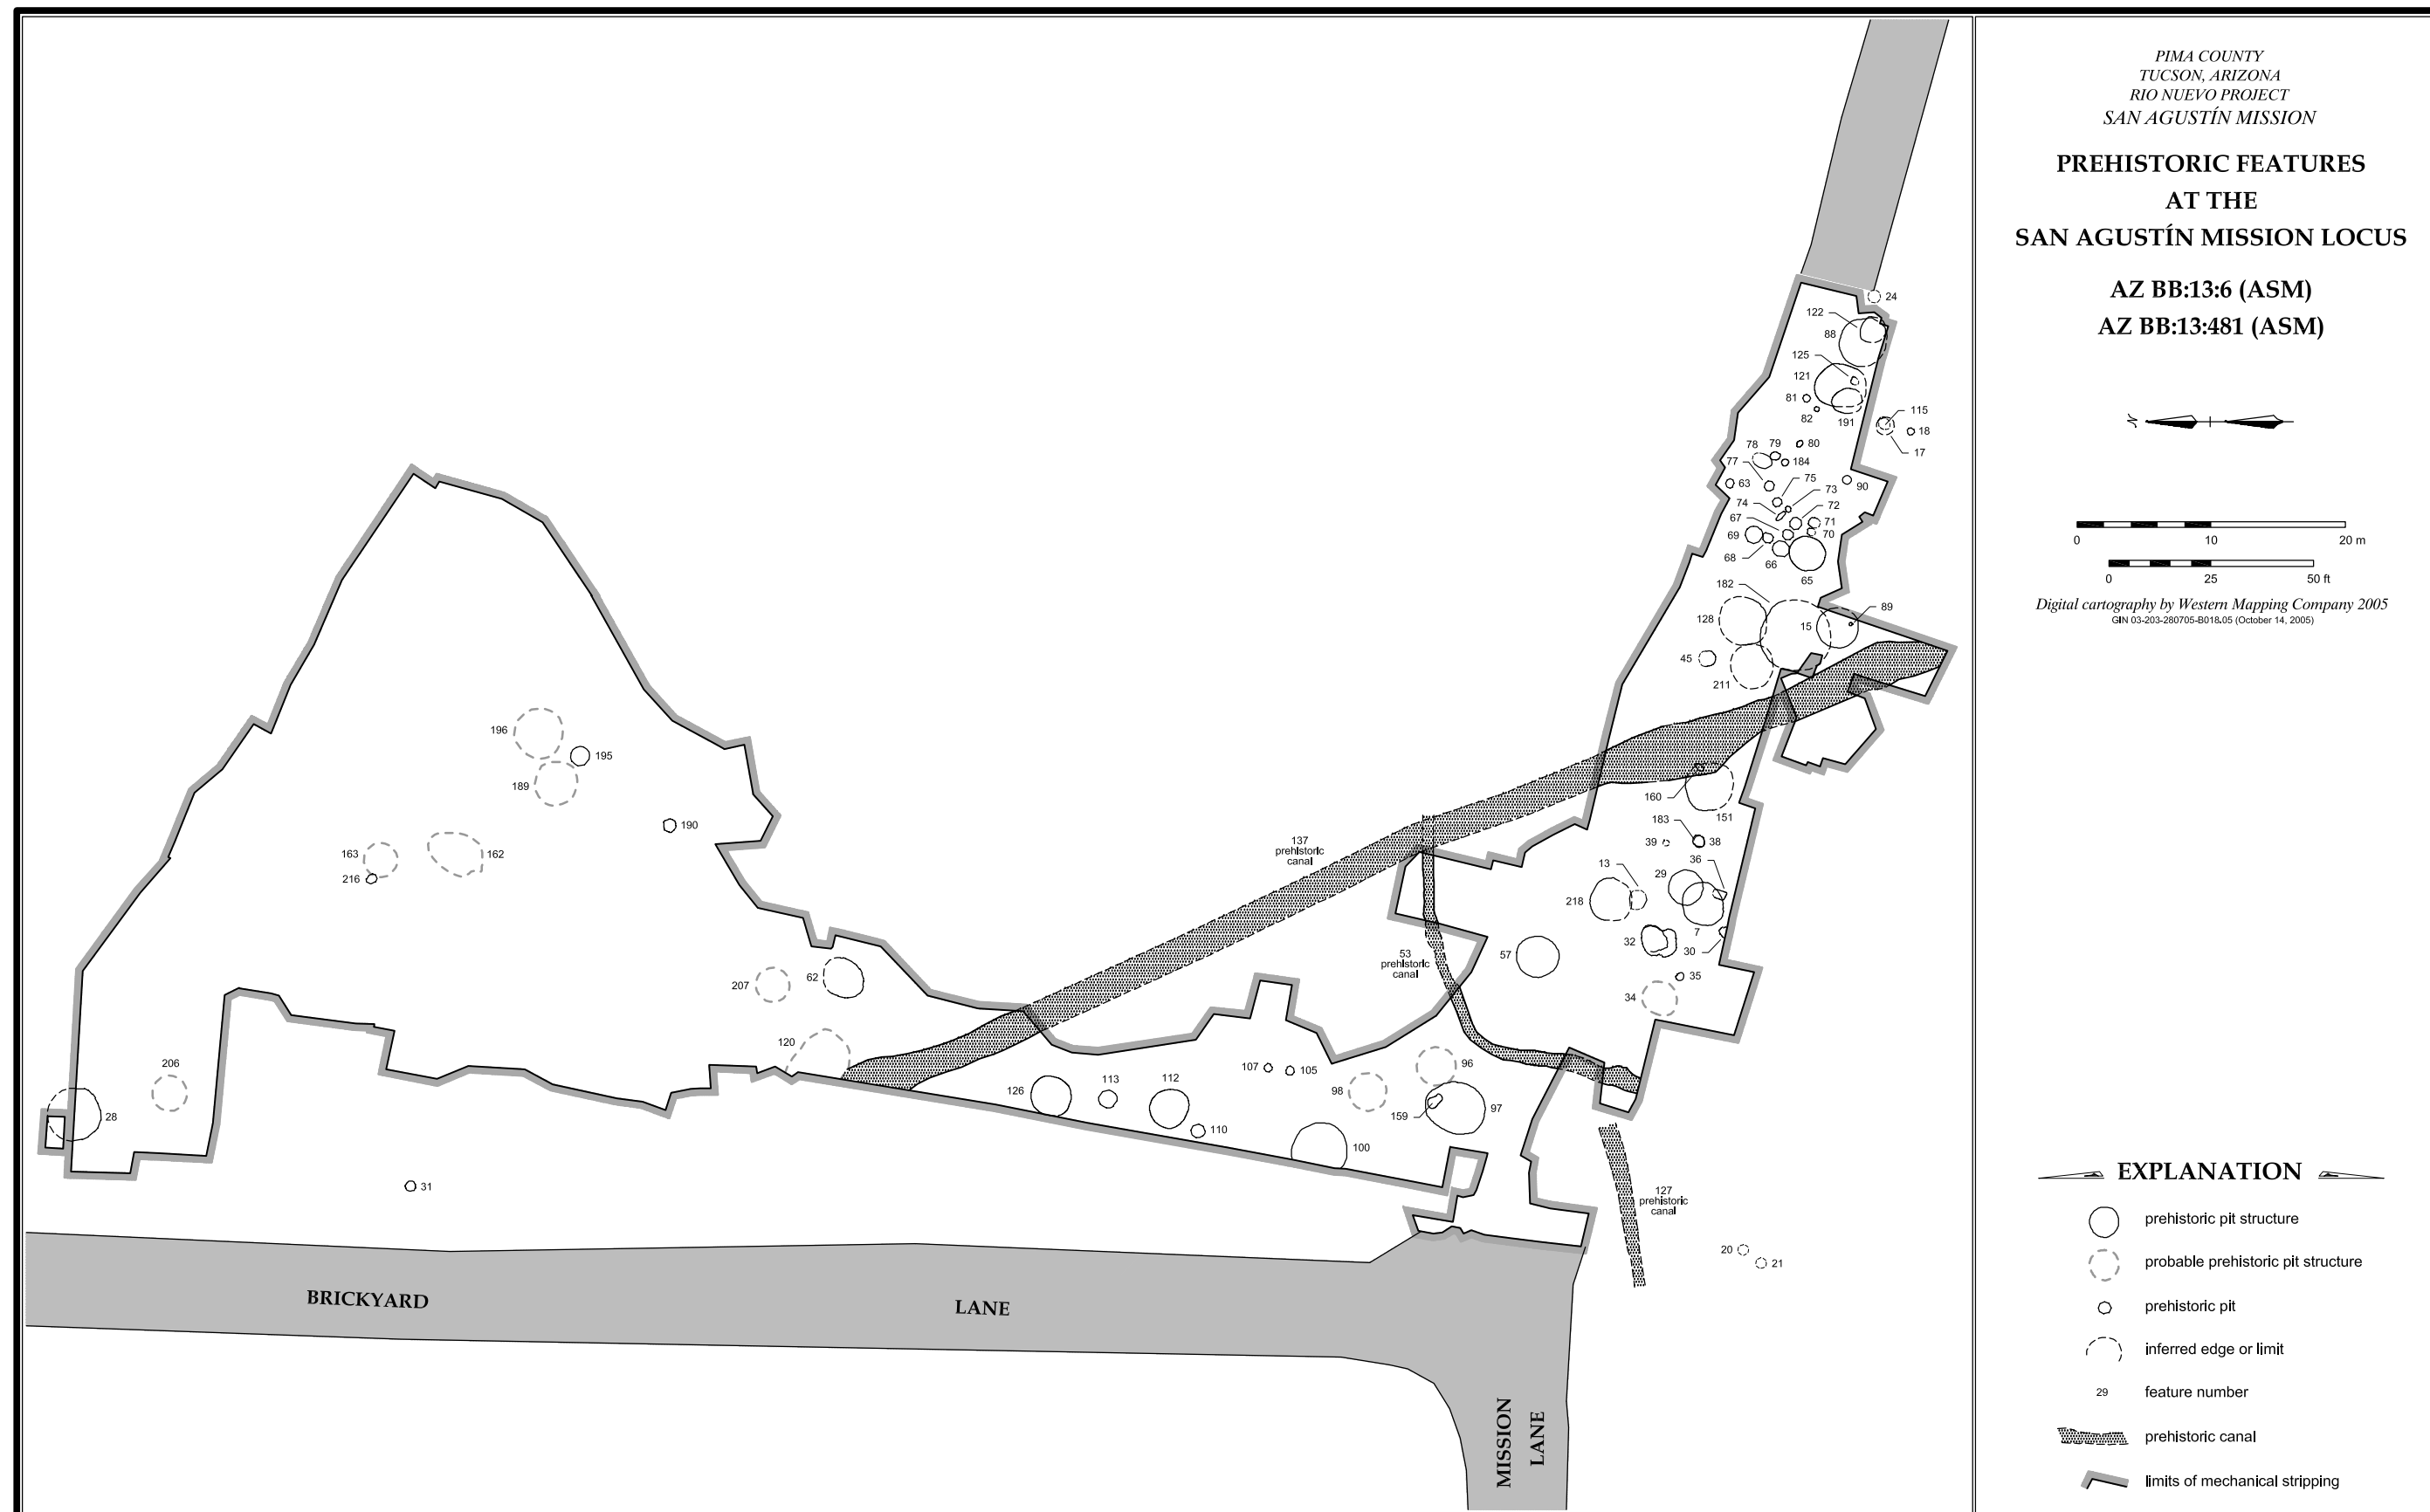 PIMA COUNTY
TUCSON, ARIZONA
RIO NUEVO PROJECT
SAN AGUSTÍN MISSION
PREHISTORIC FEATURES
AT THE
SAN AGUSTÍN MISSION LOCUS
AZ BB:13:6 (ASM)
AZ BB:13:481 (ASM)
N
0 10 20 m
0 25 50 ft
Digital cartography by Western Mapping Company 2005
GIN 03-203-280705-B018.05 (October 14, 2005)
EXPLANATION
prehistoric pit structure
probable prehistoric pit structure
prehistoric pit
inferred edge or limit
29 feature number
prehistoric canal
limits of mechanical stripping
24
122
88
125
121
81
82
191
115
18
17
78
79
80
184
77
63
75
90
73
74
72
67
71
70
69
68
66
65
182
128
15
89
45
211
196
195
189
190
163
162
216
160
151
183
39
38
137
prehistoric
canal
13
36
29
218
32
7
30
57
53
prehistoric
canal
35
34
207
62
120
206
28
31
107
105
126
113
112
110
98
96
159
97
100
127
prehistoric
canal
20
21
BRICKYARD
LANE
MISSION
LANE